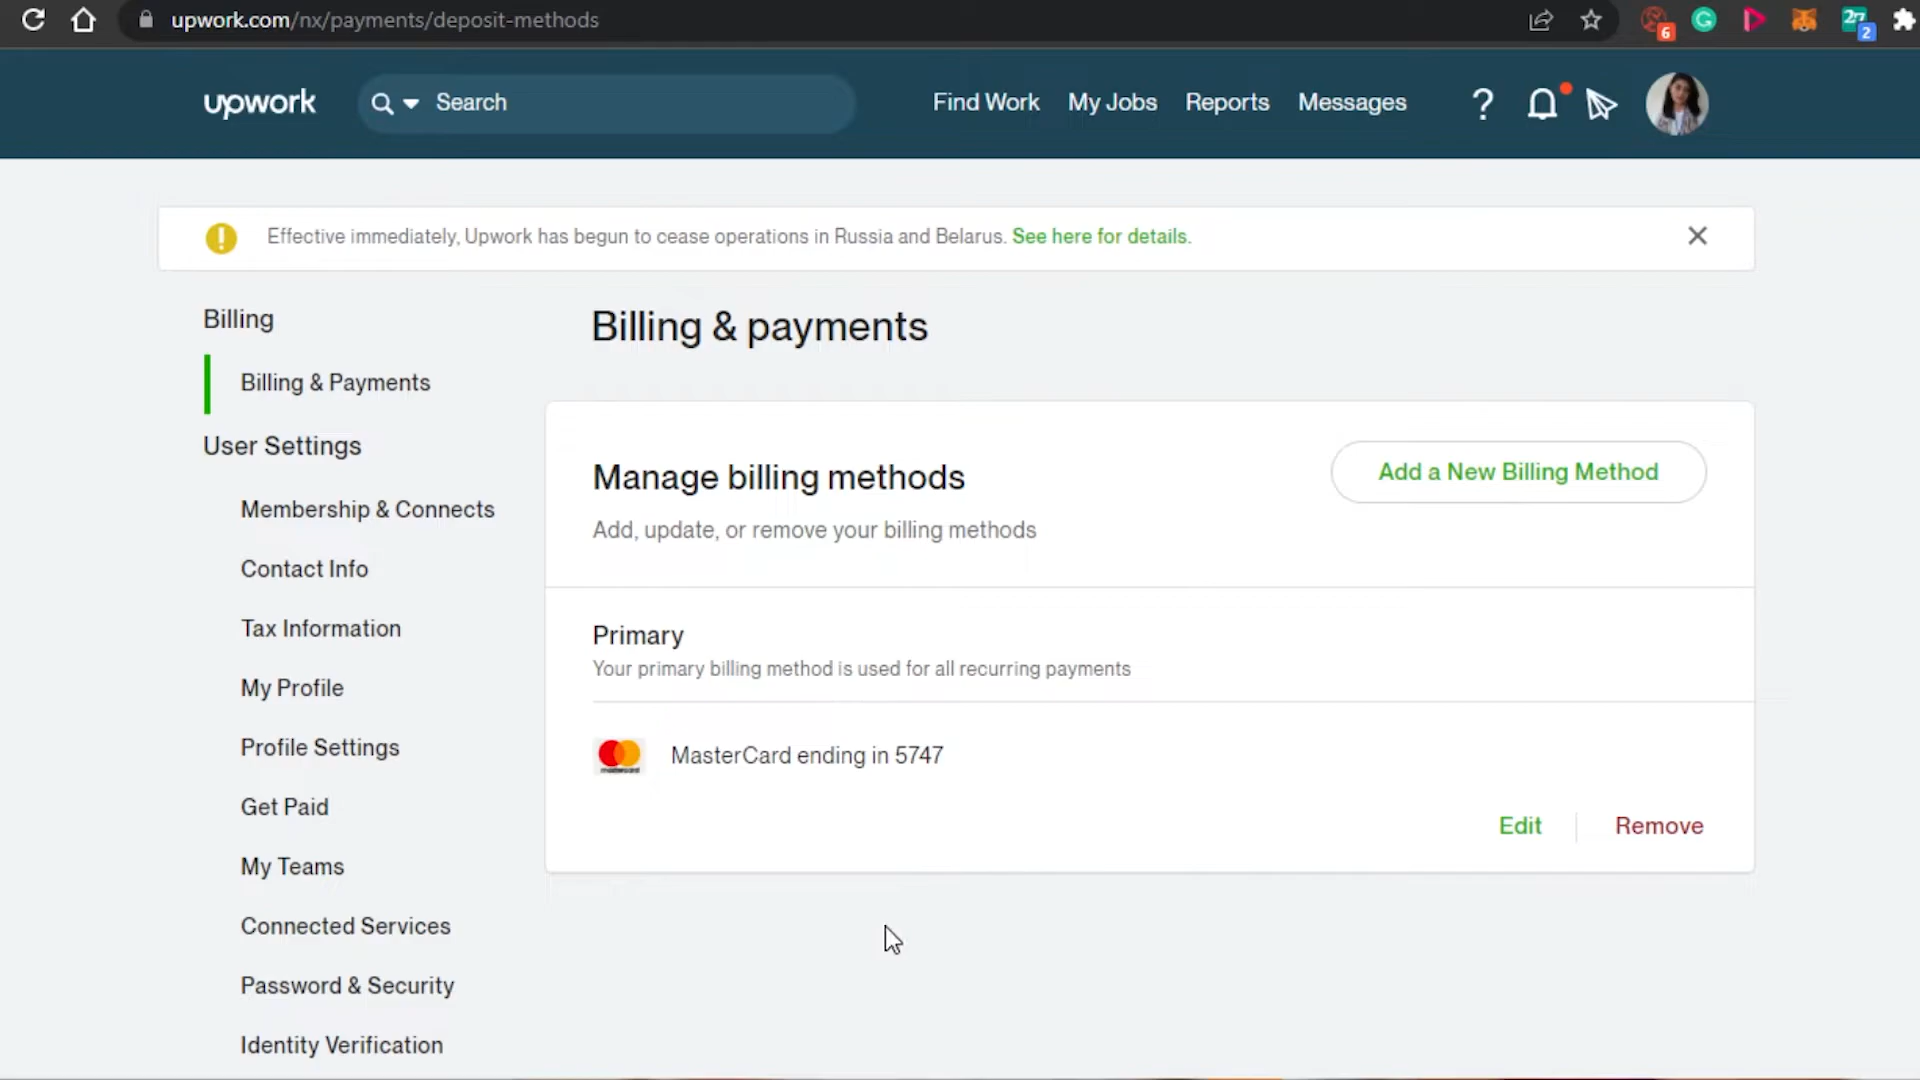 upwork.com/nx/payments/deposit-methods
6
2
upwork
Search
Find Work
My Jobs
Reports
Messages
Effective immediately, Upwork has begun to cease operations in Russia and Belarus. See here for details.
Billing
Billing & Payments
User Settings
Membership & Connects
Contact Info
Tax Information
My Profile
Profile Settings
Get Paid
My Teams
Connected Services
Password & Security
Identity Verification
Billing & payments
Manage billing methods
Add a New Billing Method
Add, update, or remove your billing methods
Primary
Your primary billing method is used for all recurring payments
mastercard
MasterCard ending in 5747
Edit
Remove